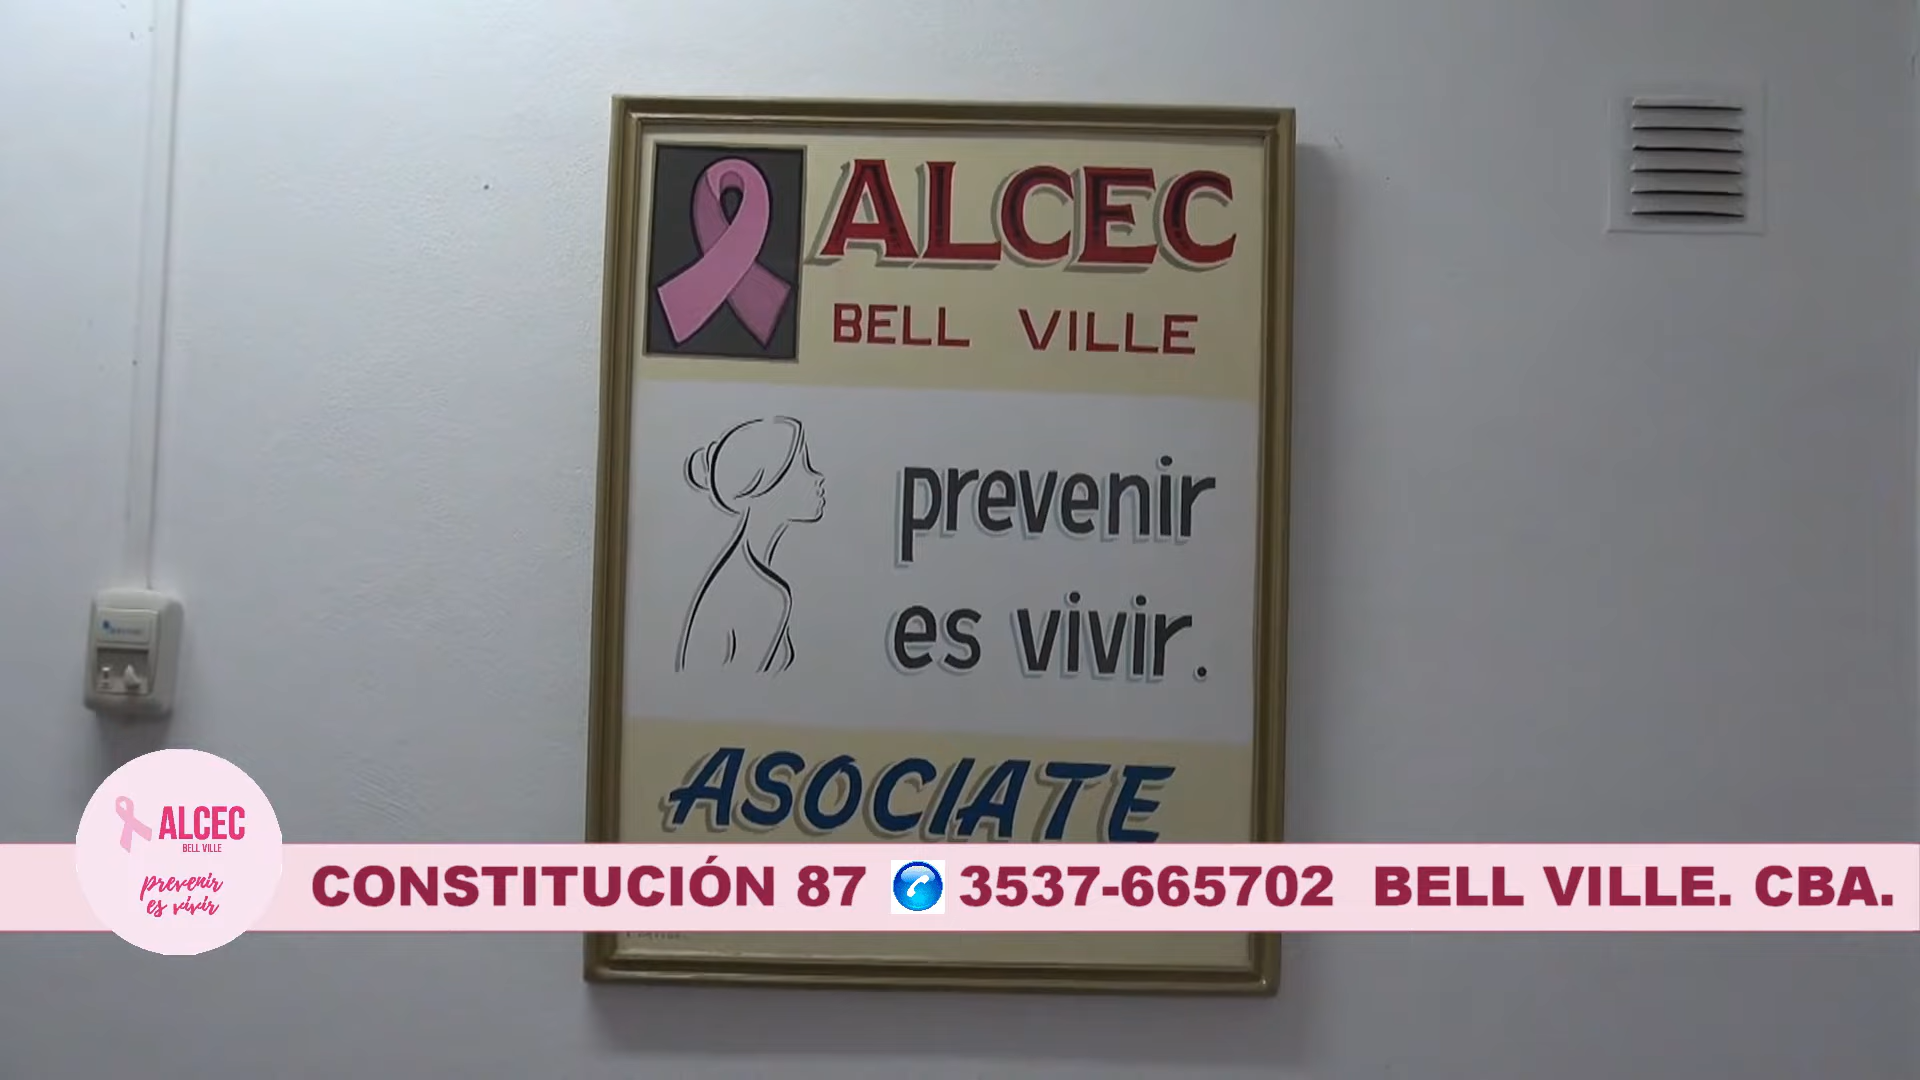 ALCEC
BELL VILLE
prevenir
es vivir.
ASOCIATE
ALCEC
BELL VILLE
prevenir
es vivir
CONSTITUCIÓN 87 3537-665702 BELL VILLE. CBA.